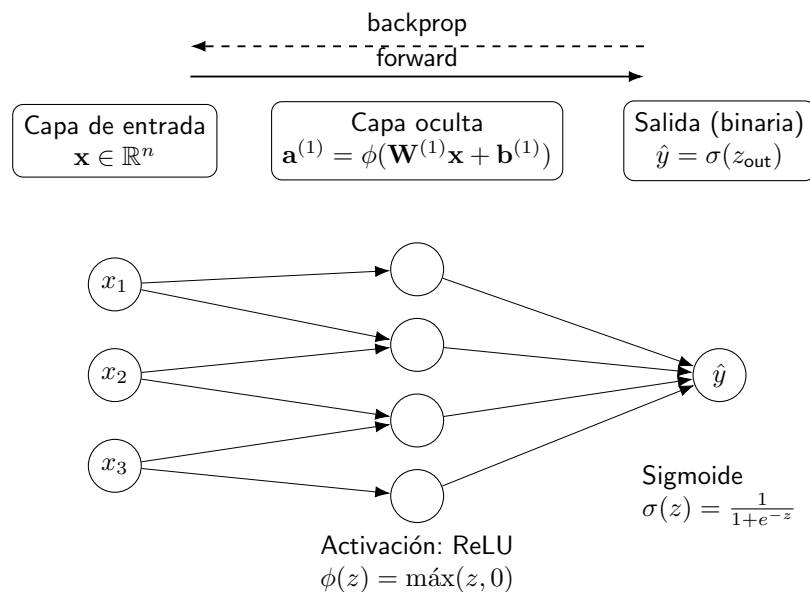 backprop
forward
Capa de entrada
𝐱 ∈ ℝⁿ
Capa oculta
𝐚⁽¹⁾ = ϕ(𝐖⁽¹⁾𝐱 + 𝐛⁽¹⁾)
Salida (binaria)
ŷ = σ(z_out)
x₁
x₂
x₃
ŷ
Sigmoide
σ(z) = 1/(1+e⁻ᶻ)
Activación: ReLU
ϕ(z) = máx(z, 0)